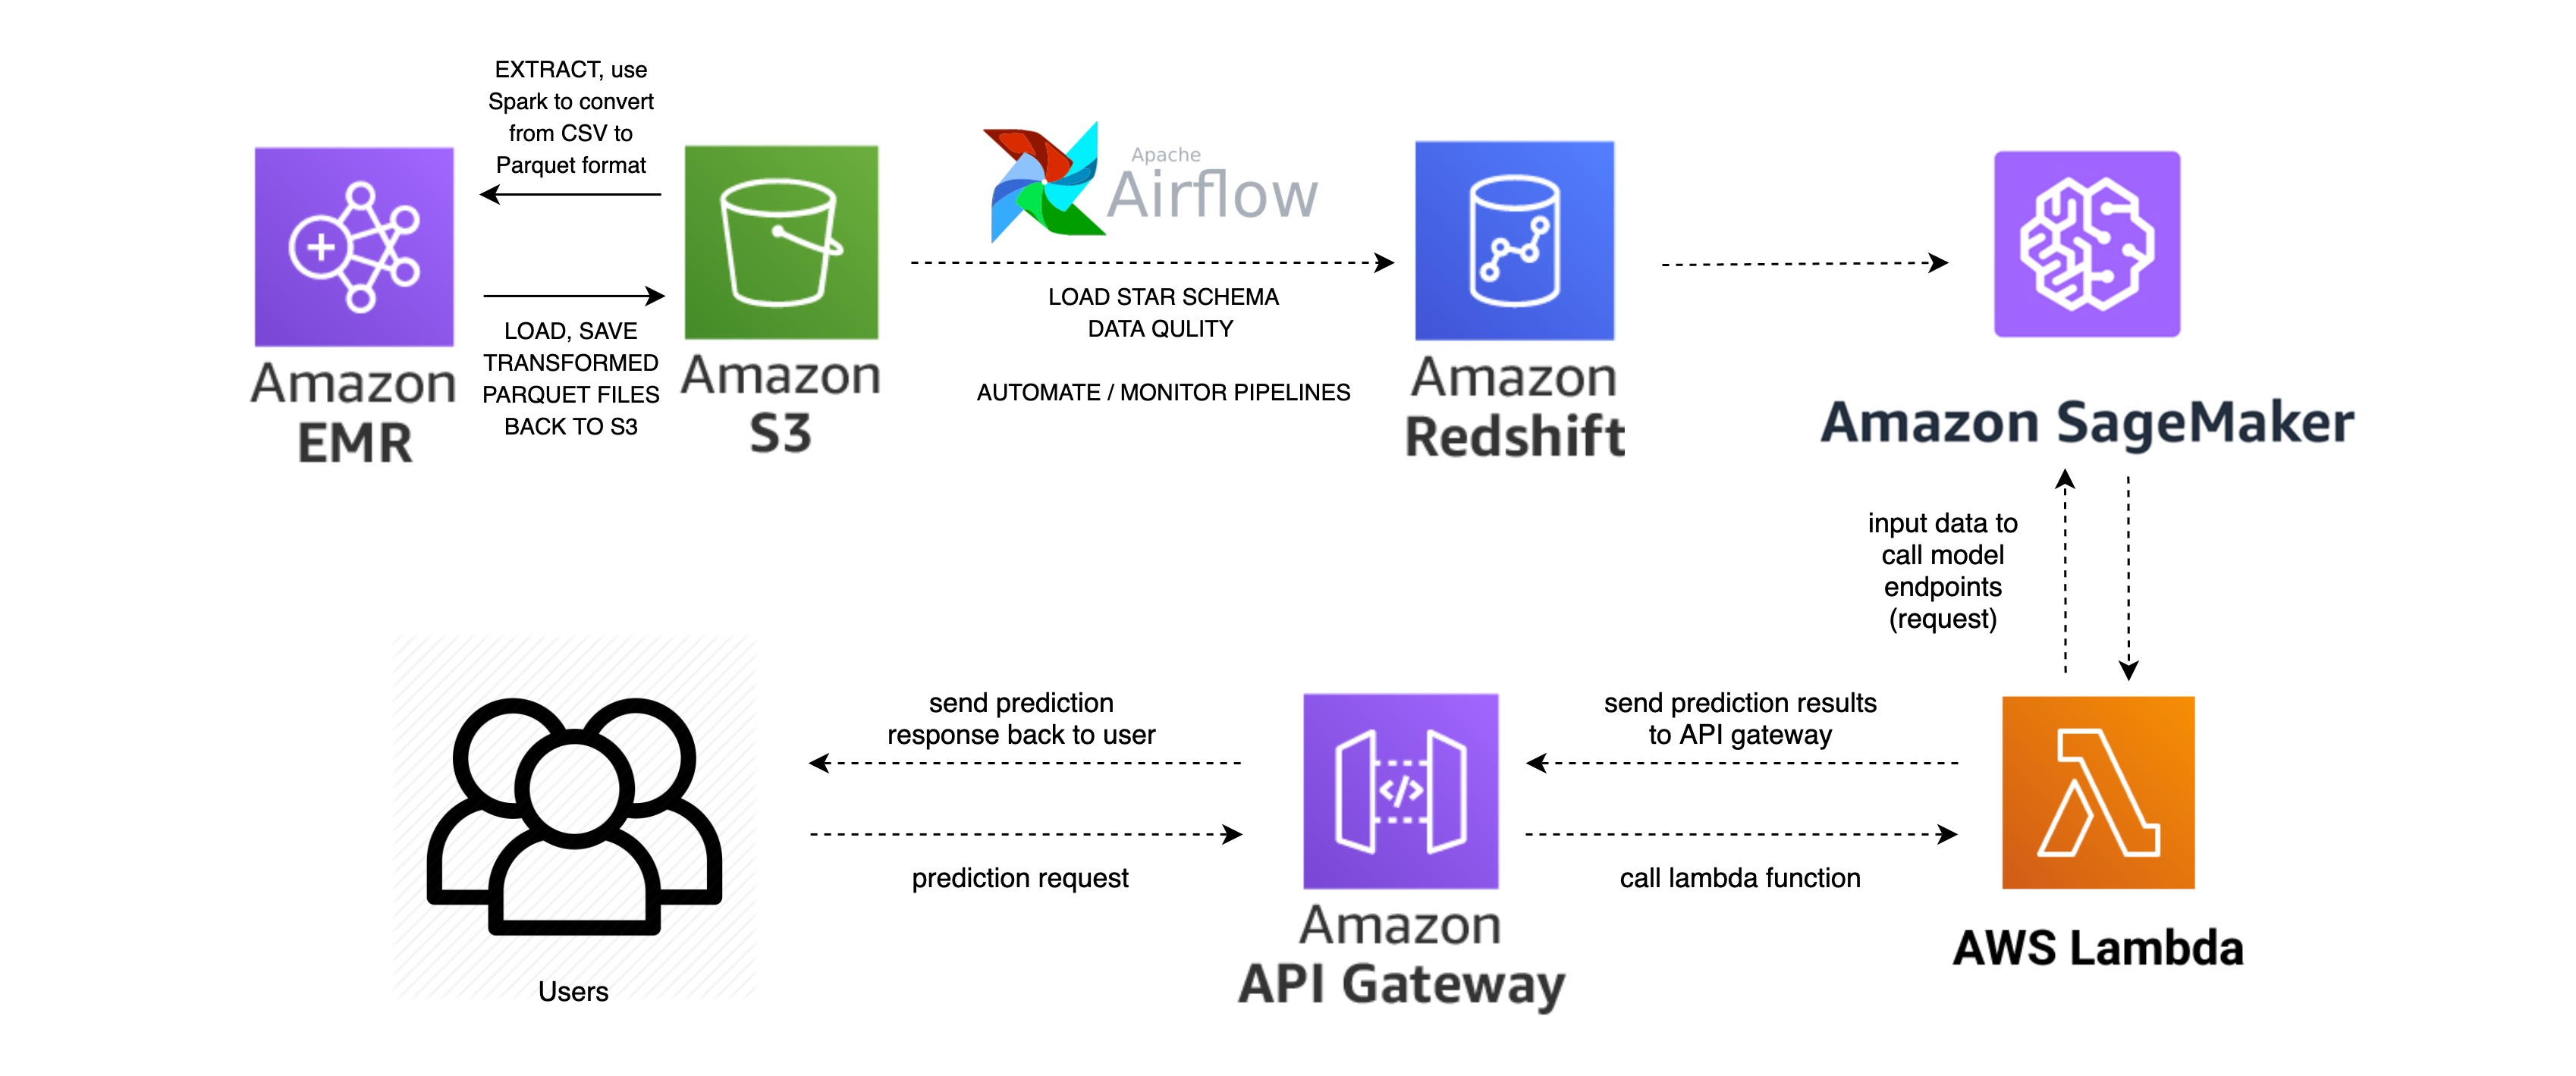 EXTRACT, use
Spark to convert
from CSV to
Parquet format
Amazon
EMR
LOAD, SAVE
TRANSFORMED
PARQUET FILES
BACK TO S3
Amazon
S3
Apache
Airflow
LOAD STAR SCHEMA
DATA QULITY
AUTOMATE / MONITOR PIPELINES
Amazon
Redshift
Amazon SageMaker
input data to
call model
endpoints
(request)
Users
send prediction
response back to user
prediction request
</>
Amazon
API Gateway
send prediction results
to API gateway
call lambda function
AWS Lambda